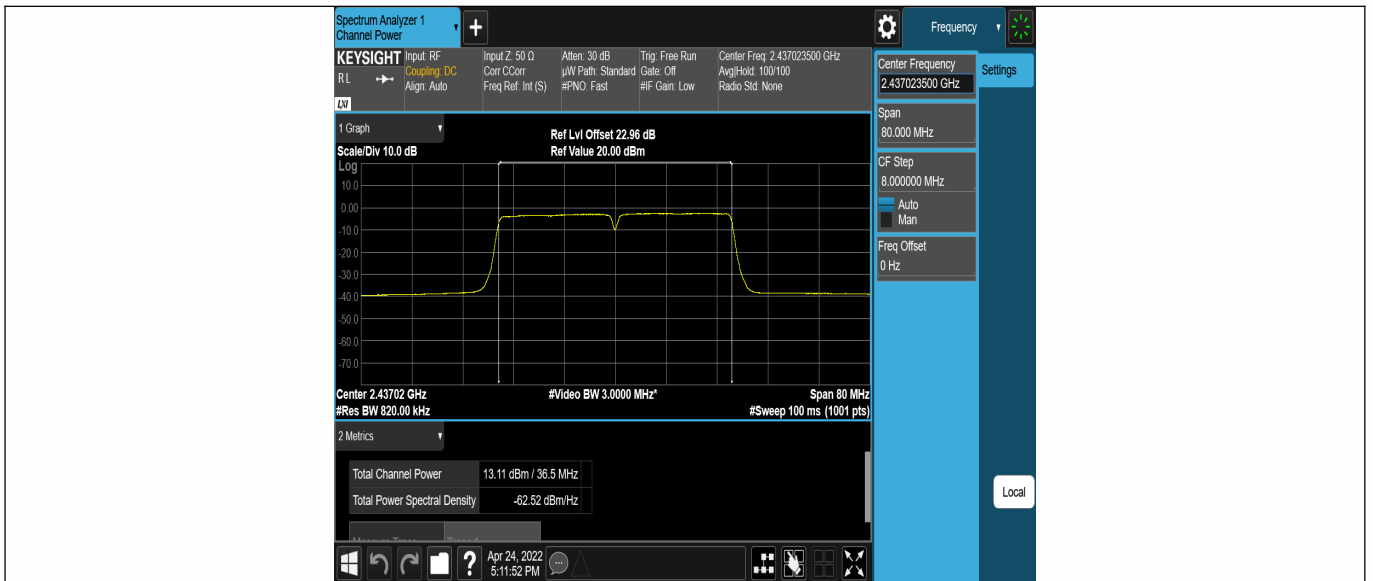 Spectrum Analyzer 1
Channel Power
+
Frequency
KEYSIGHT
R L
LXI
Input: RF
Coupling: DC
Align: Auto
Input Z: 50 Ω
Corr CCorr
Freq Ref: Int (S)
Atten: 30 dB
µW Path: Standard
#PNO: Fast
Trig: Free Run
Gate: Off
#IF Gain: Low
Center Freq: 2.437023500 GHz
Avg|Hold: 100/100
Radio Std: None
Center Frequency
2.437023500 GHz
Settings
Span
80.000 MHz
CF Step
8.000000 MHz
Auto
Man
Freq Offset
0 Hz
Local
1 Graph
Scale/Div 10.0 dB
Ref Lvl Offset 22.96 dB
Ref Value 20.00 dBm
Log
10.0
0.00
-10.0
-20.0
-30.0
-40.0
-50.0
-60.0
-70.0
Center 2.43702 GHz
#Video BW 3.0000 MHz*
Span 80 MHz
#Res BW 820.00 kHz
#Sweep 100 ms (1001 pts)
2 Metrics
Total Channel Power 13.11 dBm / 36.5 MHz
Total Power Spectral Density -62.52 dBm/Hz
?
Apr 24, 2022
5:11:52 PM